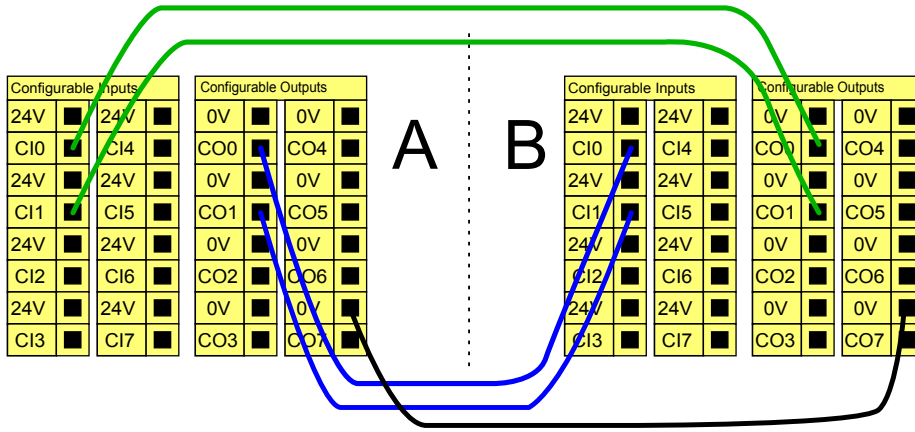 Configurable Inputs
24V 24V
CI0 CI4
24V 24V
CI1 CI5
24V 24V
CI2 CI6
24V 24V
CI3 CI7
Configurable Outputs
0V 0V
CO0 CO4
0V 0V
CO1 CO5
0V 0V
CO2 CO6
0V 0V
CO3 CO7
A
B
Configurable Inputs
24V 24V
CI0 CI4
24V 24V
CI1 CI5
24V 24V
CI2 CI6
24V 24V
CI3 CI7
Configurable Outputs
0V 0V
CO0 CO4
0V 0V
CO1 CO5
0V 0V
CO2 CO6
0V 0V
CO3 CO7